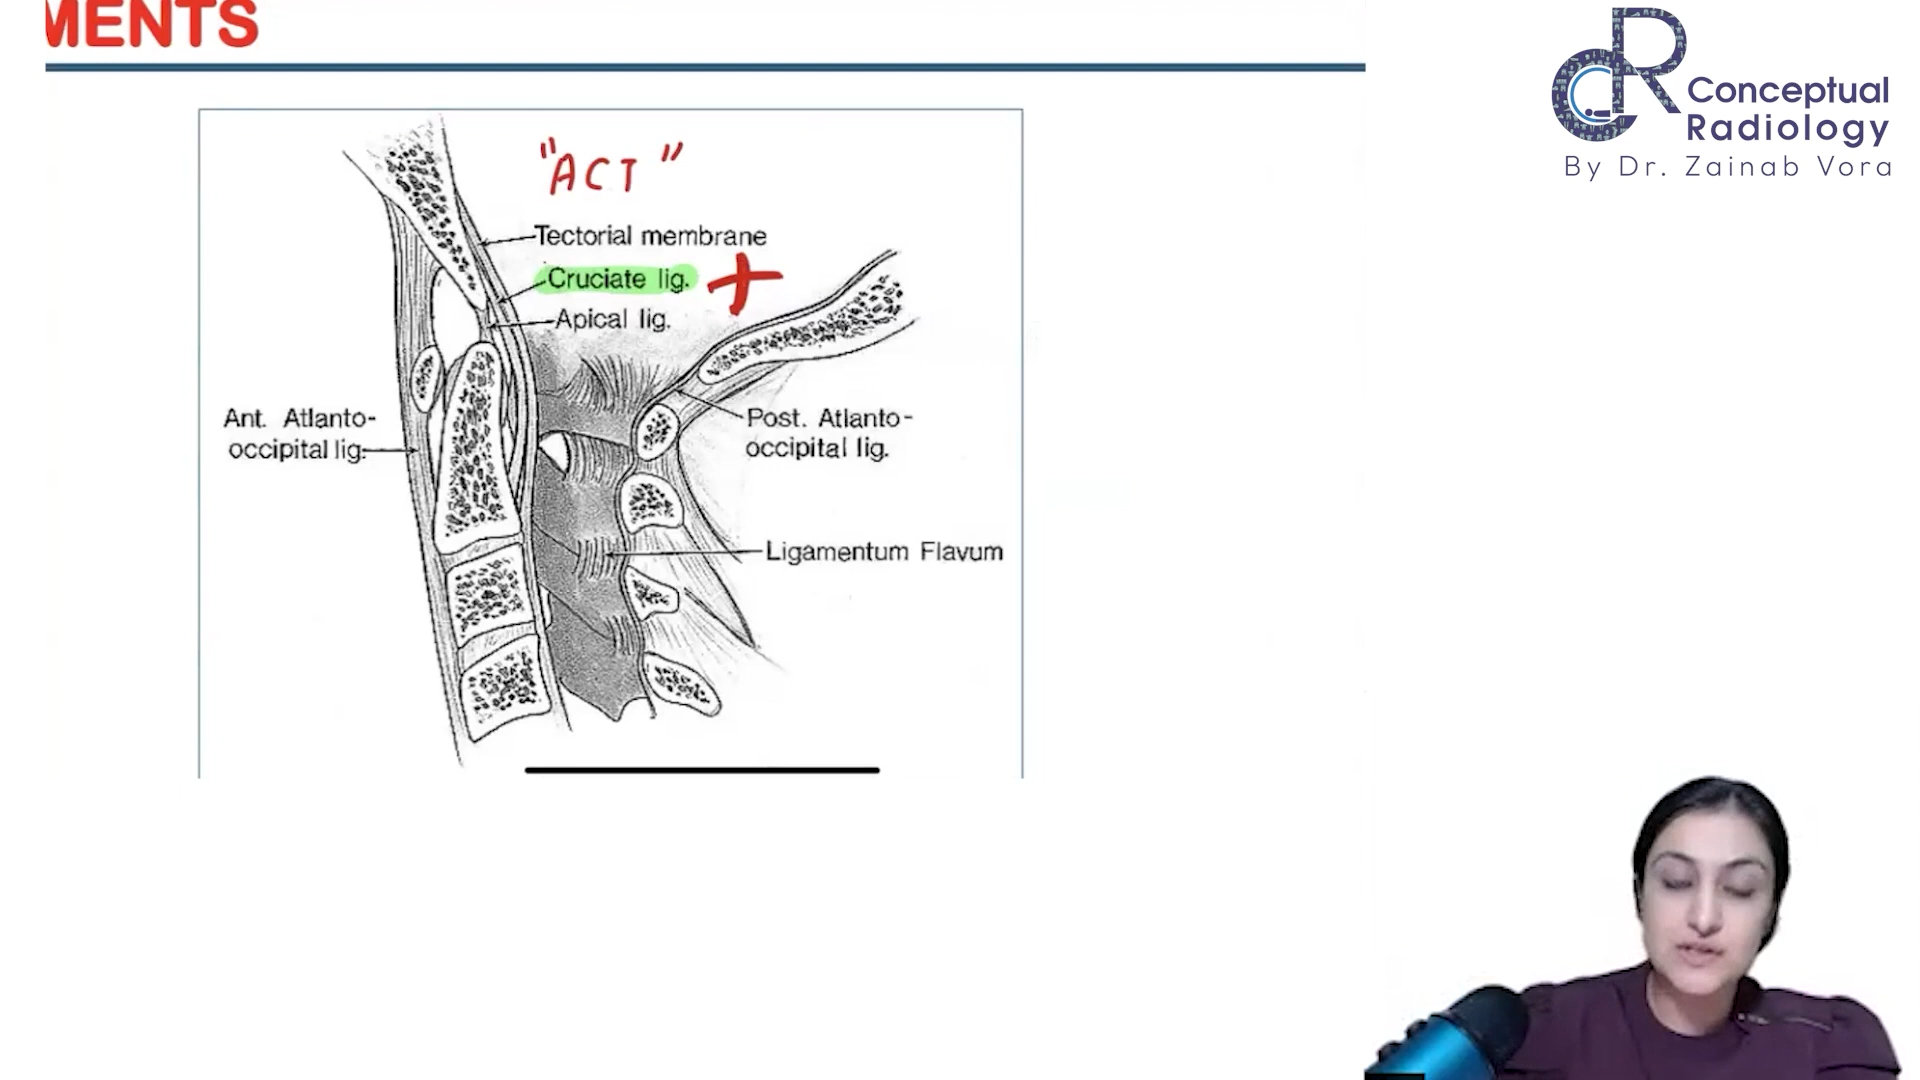 MENTS
Conceptual
Radiology
By Dr. Zainab Vora
"ACT"
Tectorial membrane
Cruciate lig.
Apical lig.
Ant. Atlanto-
occipital lig.
Post. Atlanto-
occipital lig.
Ligamentum Flavum